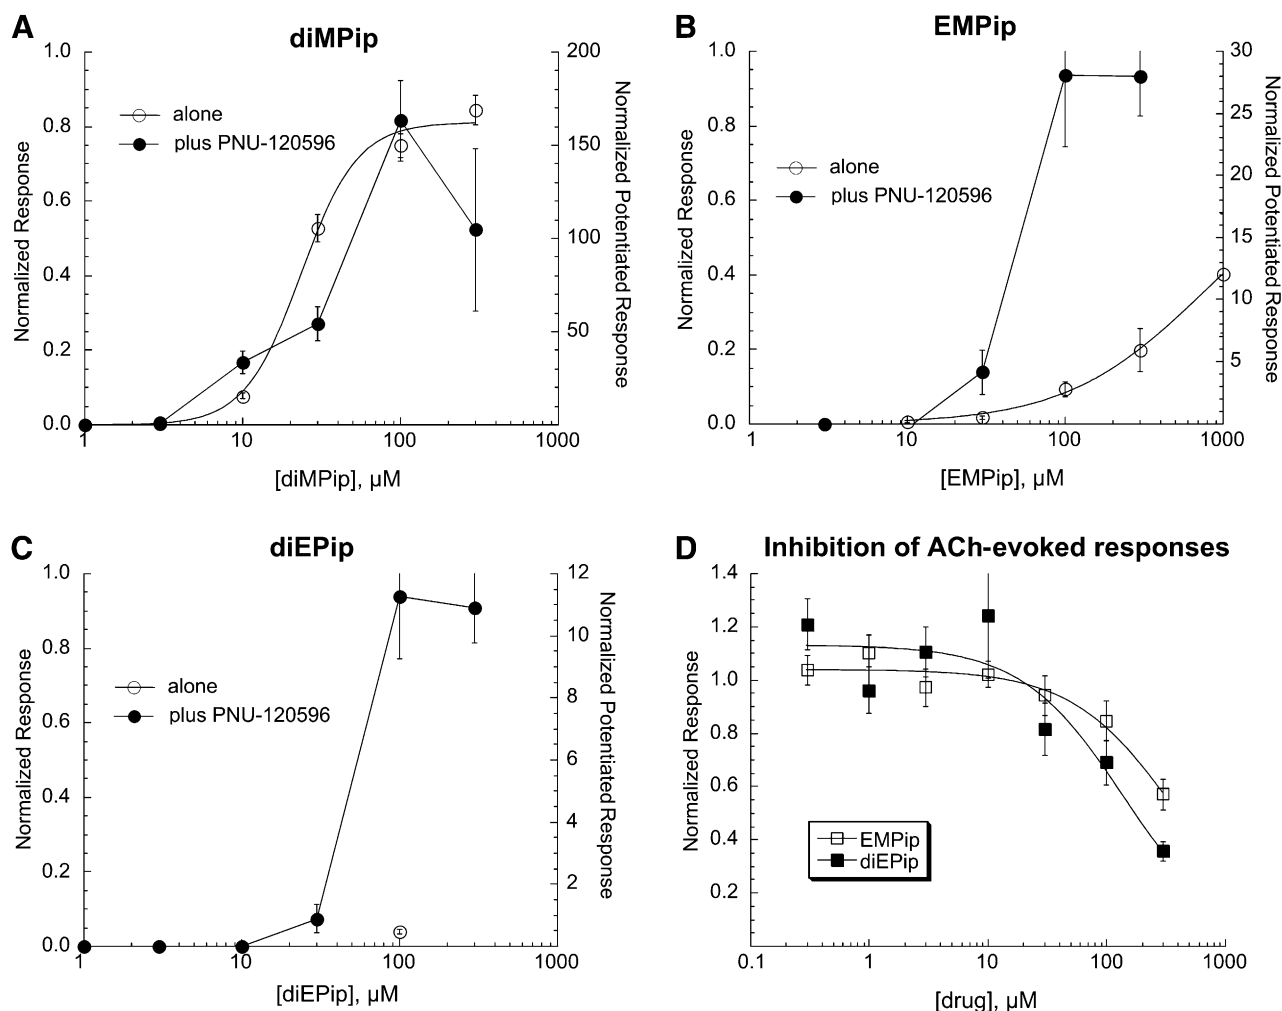 A
diMPip
1.0
0.8
0.6
0.4
0.2
0.0
200
150
100
50
1
10
100
1000
Normalized Response
Normalized Potentiated Response
alone
plus PNU-120596
[diMPip], µM
B
EMPip
1.0
0.8
0.6
0.4
0.2
0.0
30
25
20
15
10
5
1
10
100
1000
Normalized Response
Normalized Potentiated Response
alone
plus PNU-120596
[EMPip], µM
C
diEPip
1.0
0.8
0.6
0.4
0.2
0.0
12
10
8
6
4
2
1
10
100
1000
Normalized Response
Normalized Potentiated Response
alone
plus PNU-120596
[diEPip], µM
D
Inhibition of ACh-evoked responses
1.4
1.2
1.0
0.8
0.6
0.4
0.2
0.1
1
10
100
1000
Normalized Response
EMPip
diEPip
[drug], µM